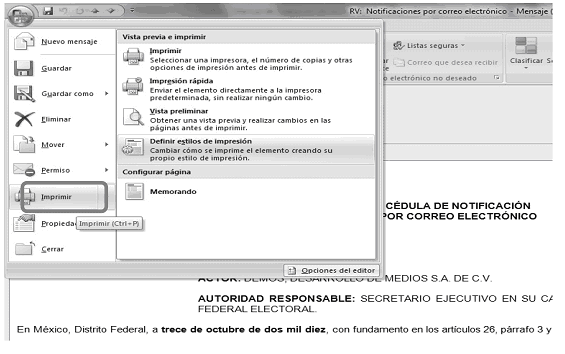 RV: Notificaciones por correo electrónico - Mensaje (
Nuevo mensaje
Guardar
Guardar como
Eliminar
Mover
Permiso
Imprimir
Imprimir (Ctrl+P)
Cerrar
Vista previa e imprimir
Imprimir
Seleccionar una impresora, el número de copias y otras
opciones de impresión antes de imprimir.
Impresión rápida
Enviar el elemento directamente a la impresora
predeterminada, sin realizar ningún cambio.
Vista preliminar
Obtener una vista previa y realizar cambios en las
páginas antes de imprimir.
Definir estilos de impresión
Cambiar cómo se imprime el elemento creando su
propio estilo de impresión.
Configurar página
Memorando
Opciones del editor
Listas seguras
Correo que desea recibir
electrónico no deseado
Clasificar
CÉDULA DE NOTIFICACIÓN
POR CORREO ELECTRÓNICO
ACTOR: DEMOS, DESARROLLO DE MEDIOS S.A. DE C.V.
AUTORIDAD RESPONSABLE: SECRETARIO EJECUTIVO EN SU
FEDERAL ELECTORAL.
En México, Distrito Federal, a trece de octubre de dos mil diez, con fundamento en los artículos 26, párrafo 3 y